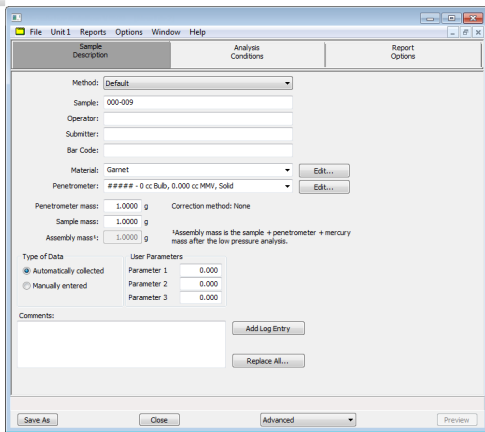 File Unit 1 Reports Options Window Help
Sample Description
Analysis Conditions
Report Options
Method: Default
Sample: 000-009
Operator:
Submitter:
Bar Code:
Material: Garnet Edit...
Penetrometer: ##### - 0 cc Bulb, 0.000 cc MMV, Solid Edit...
Penetrometer mass: 1.0000 g Correction method: None
Sample mass: 1.0000 g
Assembly mass¹: 1.0000 g
¹Assembly mass is the sample + penetrometer + mercury
mass after the low pressure analysis.
Type of Data User Parameters
Automatically collected Parameter 1 0.000
Manually entered Parameter 2 0.000
Parameter 3 0.000
Comments:
Add Log Entry
Replace All...
Save As Close Advanced Preview